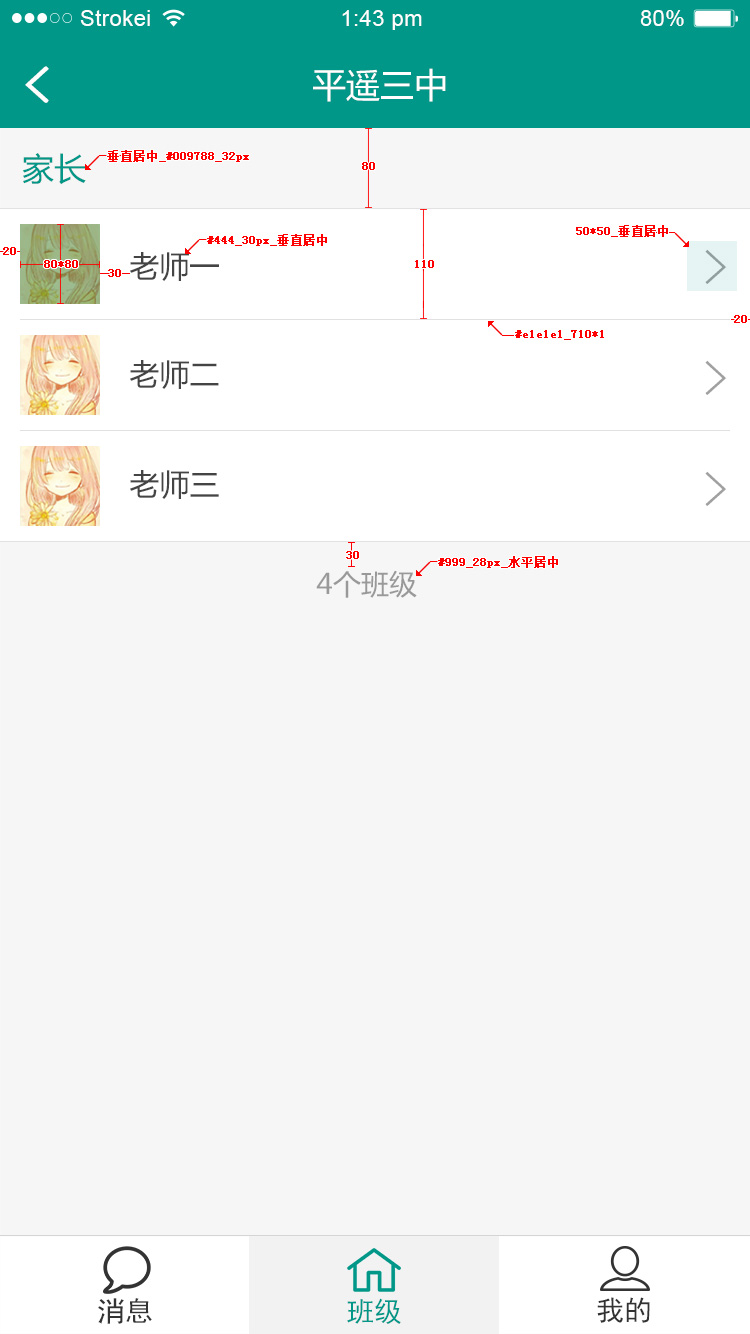 Strokei 1:43 pm 80%
平遥三中
家长
垂直居中_#009788_32px
80
#444_30px_垂直居中
50*50_垂直居中
20
80*80
30
老师一
110
20
#e1e1e1_710*1
老师二
老师三
30
#999_28px_水平居中
4个班级
消息 班级 我的